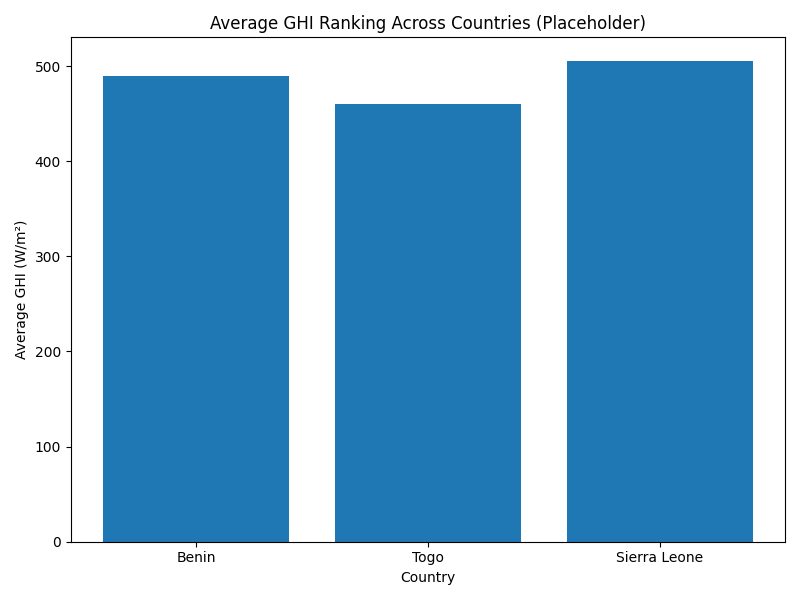 Average GHI Ranking Across Countries (Placeholder)
Average GHI (W/m²)
500
400
300
200
100
0
Benin
Togo
Sierra Leone
Country